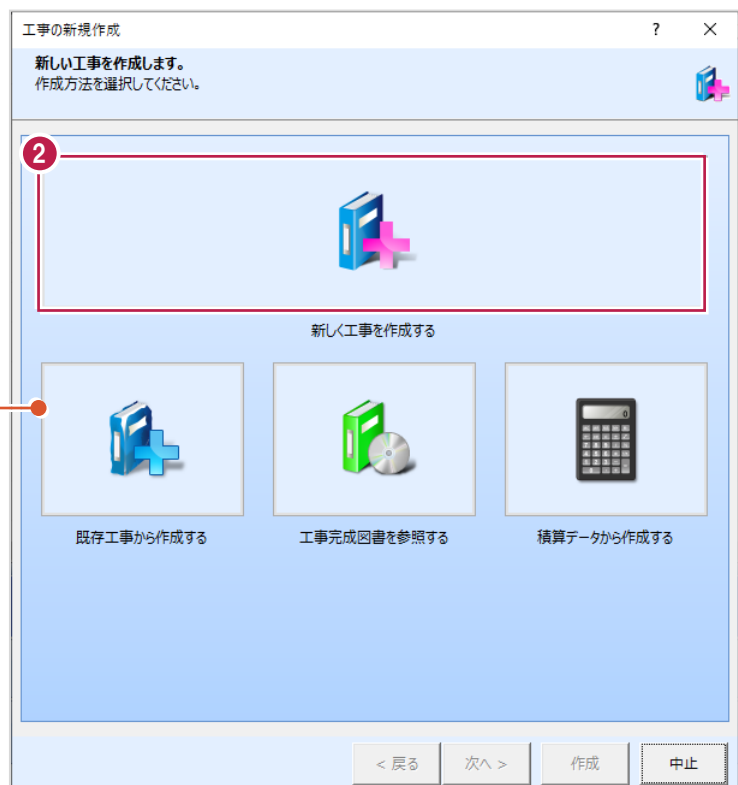 工事の新規作成 ? ×
新しい工事を作成します。
作成方法を選択してください。
2
新しく工事を作成する
既存工事から作成する 工事完成図書を参照する 積算データから作成する
< 戻る 次へ > 作成 中止